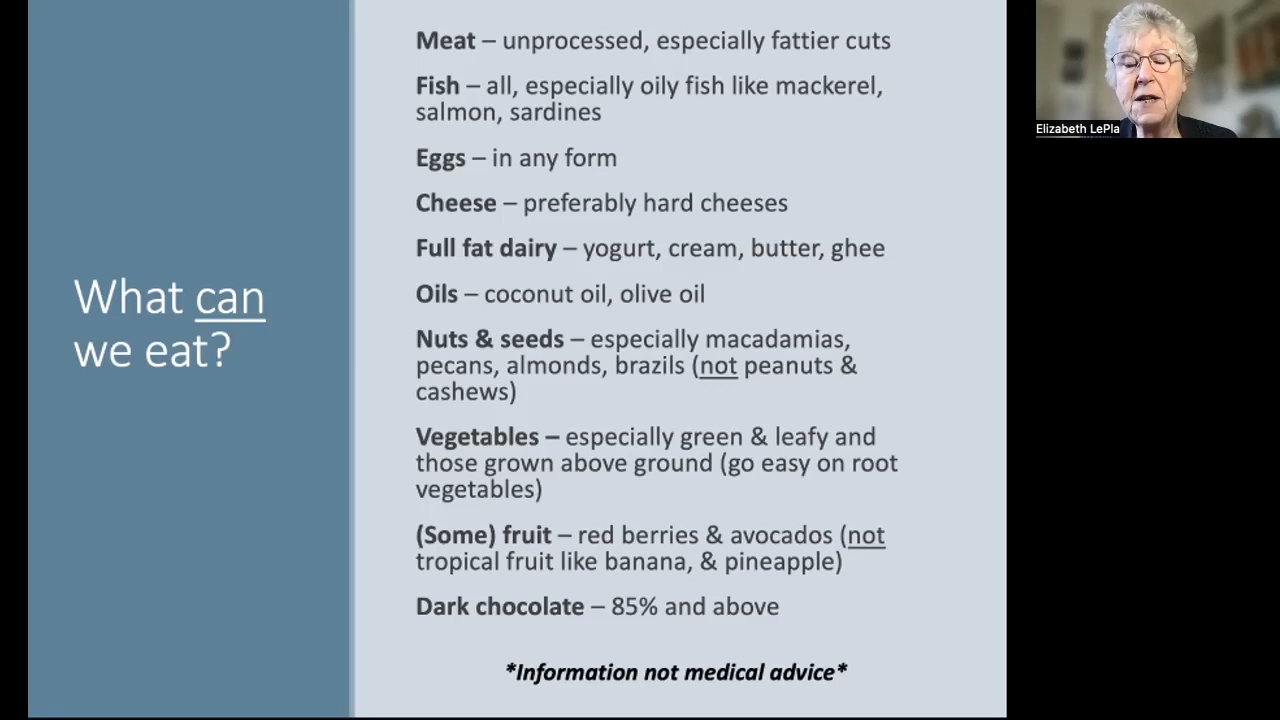 What can
we eat?
Meat – unprocessed, especially fattier cuts
Fish – all, especially oily fish like mackerel,
salmon, sardines
Eggs – in any form
Cheese – preferably hard cheeses
Full fat dairy – yogurt, cream, butter, ghee
Oils – coconut oil, olive oil
Nuts & seeds – especially macadamias,
pecans, almonds, brazils (not peanuts &
cashews)
Vegetables – especially green & leafy and
those grown above ground (go easy on root
vegetables)
(Some) fruit – red berries & avocados (not
tropical fruit like banana, & pineapple)
Dark chocolate – 85% and above
*Information not medical advice*
Elizabeth LePla